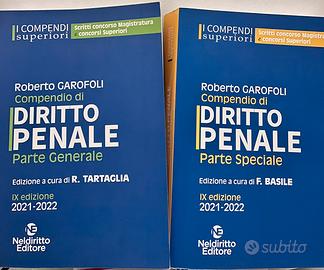 I COMPENDI
superiori
Scritti concorso Magistratura
e concorsi Superiori
Roberto GAROFOLI
Compendio di
DIRITTO
PENALE
Parte Generale
Edizione a cura di R. TARTAGLIA
IX edizione
2021-2022
NE
Neldiritto
Editore
I COMPENDI
superiori
Scritti concorso Magistratura
e concorsi Superiori
Roberto GAROFOLI
Compendio di
DIRITTO
PENALE
Parte Speciale
Edizione a cura di F. BASILE
IX edizione
2021-2022
NE
Neldiritto
Editore
subito